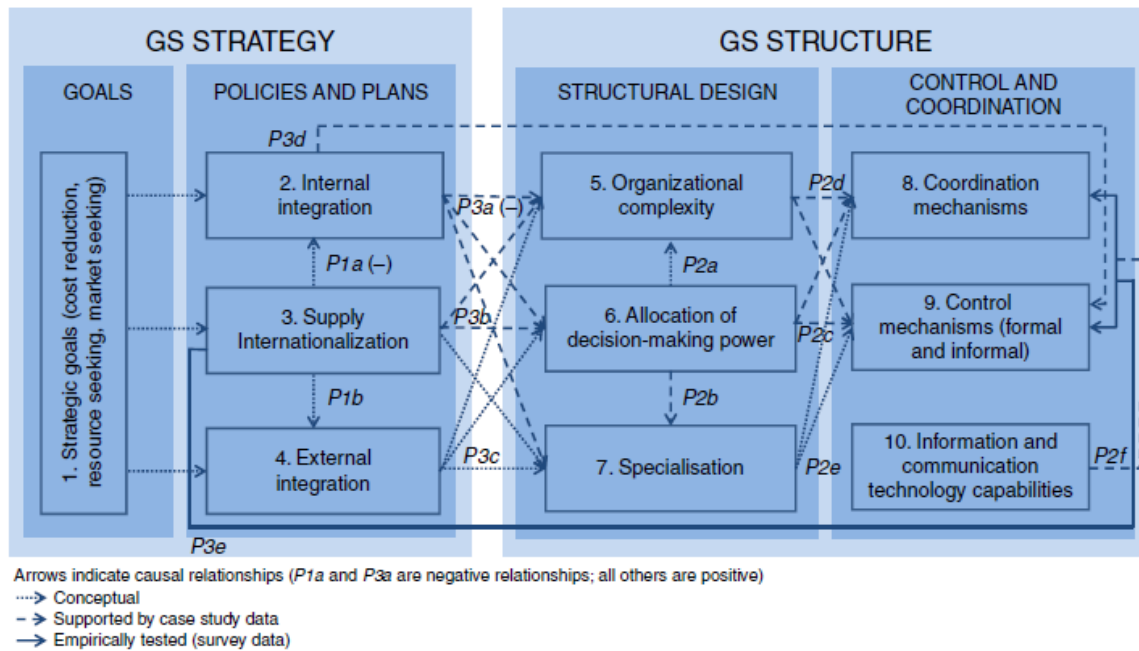 GS STRATEGY
GS STRUCTURE
GOALS
POLICIES AND PLANS
STRUCTURAL DESIGN
CONTROL AND
COORDINATION
1. Strategic goals (cost reduction,
resource seeking, market seeking)
P3d
2. Internal
integration
P3a (–)
P1a (–)
3. Supply
Internationalization
P3b
P1b
4. External
integration
P3c
P3e
5. Organizational
complexity
P2d
P2a
6. Allocation of
decision-making power
P2c
P2b
7. Specialisation
P2e
8. Coordination
mechanisms
9. Control
mechanisms (formal
and informal)
10. Information and
communication
technology capabilities
P2f
Arrows indicate causal relationships (P1a and P3a are negative relationships; all others are positive)
Conceptual
Supported by case study data
Empirically tested (survey data)